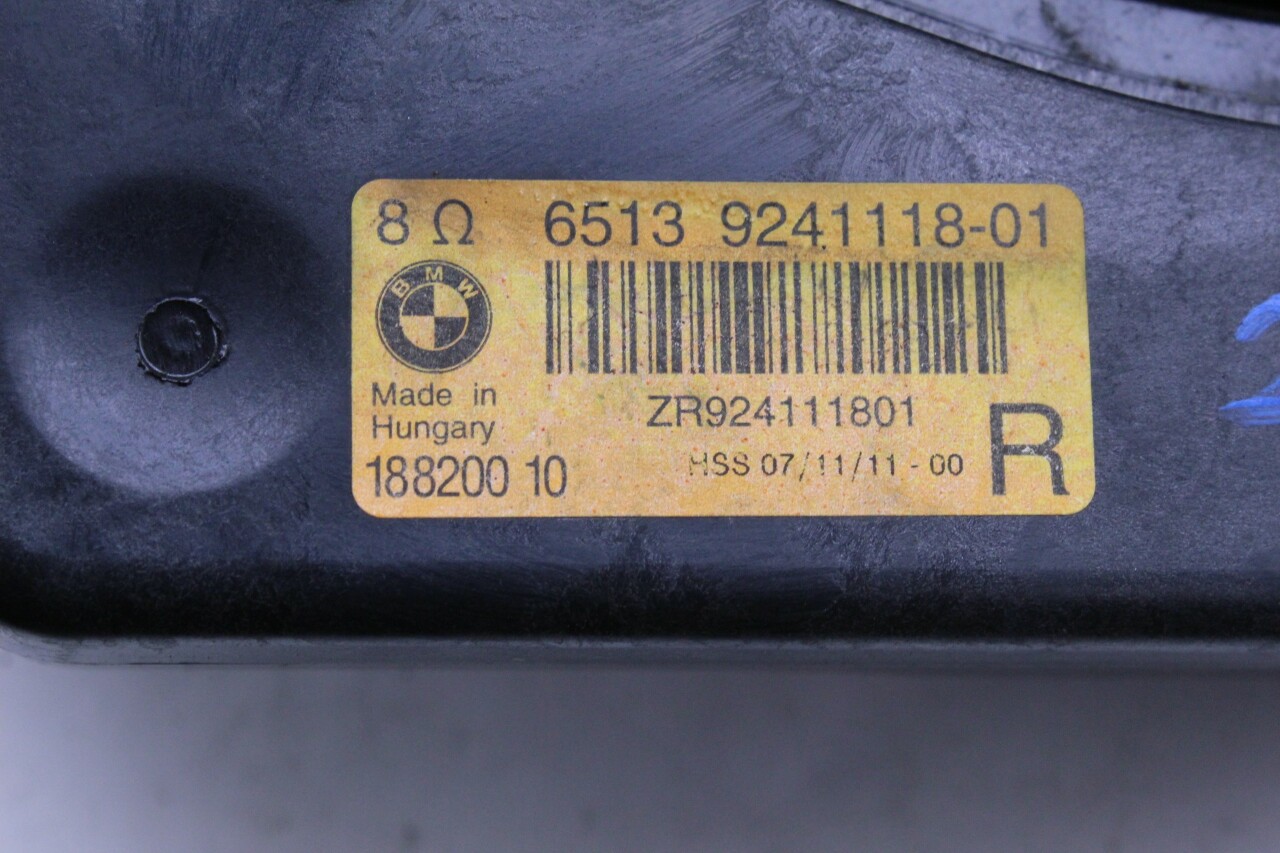 8 Ω 6513 9241118-01
BMW
Made in
Hungary
ZR924111801
188200 10
HSS 07/11/11 - 00
R